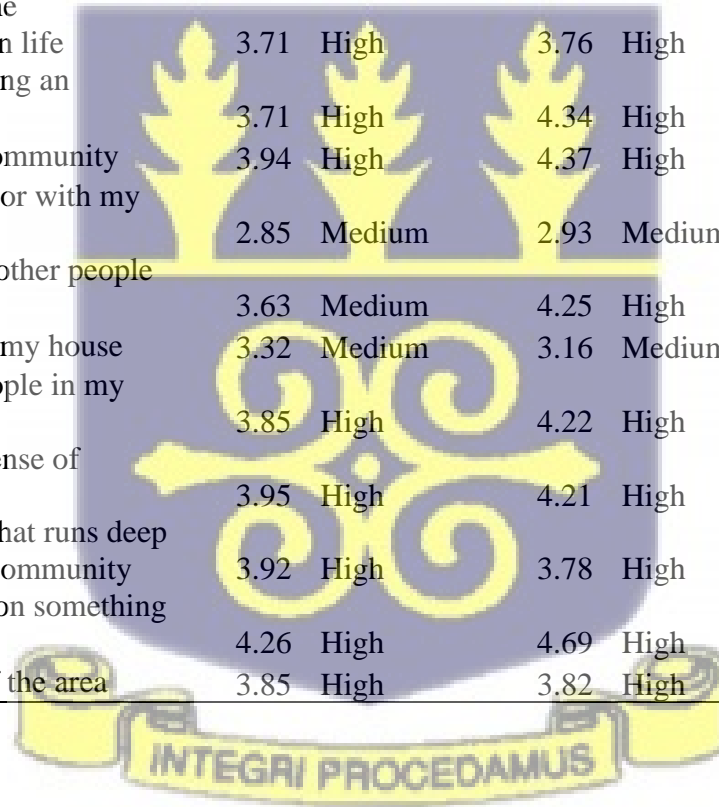 ne
n life 3.71 High 3.76 High
ng an
3.71 High 4.34 High
ommunity 3.94 High 4.37 High
or with my
2.85 Medium 2.93 Medium
other people
3.63 Medium 4.25 High
my house 3.32 Medium 3.16 Medium
ople in my
3.85 High 4.22 High
ense of
3.95 High 4.21 High
hat runs deep
ommunity 3.92 High 3.78 High
on something
4.26 High 4.69 High
f the area 3.85 High 3.82 High
INTEGRI PROCEDAMUS